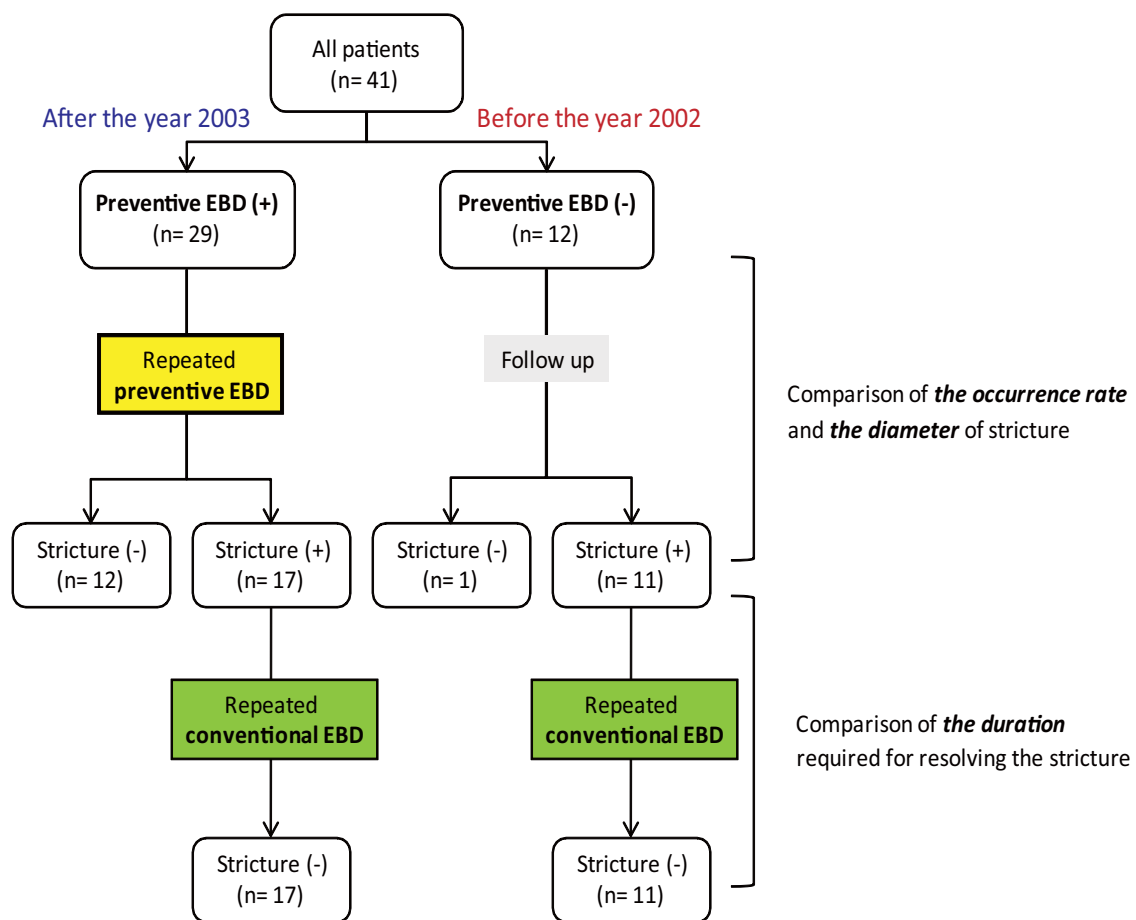 All patients
(n= 41)
After the year 2003
Before the year 2002
Preventive EBD (+)
(n= 29)
Preventive EBD (-)
(n= 12)
Repeated
preventive EBD
Follow up
Comparison of the occurrence rate
and the diameter of stricture
Stricture (-)
(n= 12)
Stricture (+)
(n= 17)
Stricture (-)
(n= 1)
Stricture (+)
(n= 11)
Repeated
conventional EBD
Repeated
conventional EBD
Comparison of the duration
required for resolving the stricture
Stricture (-)
(n= 17)
Stricture (-)
(n= 11)